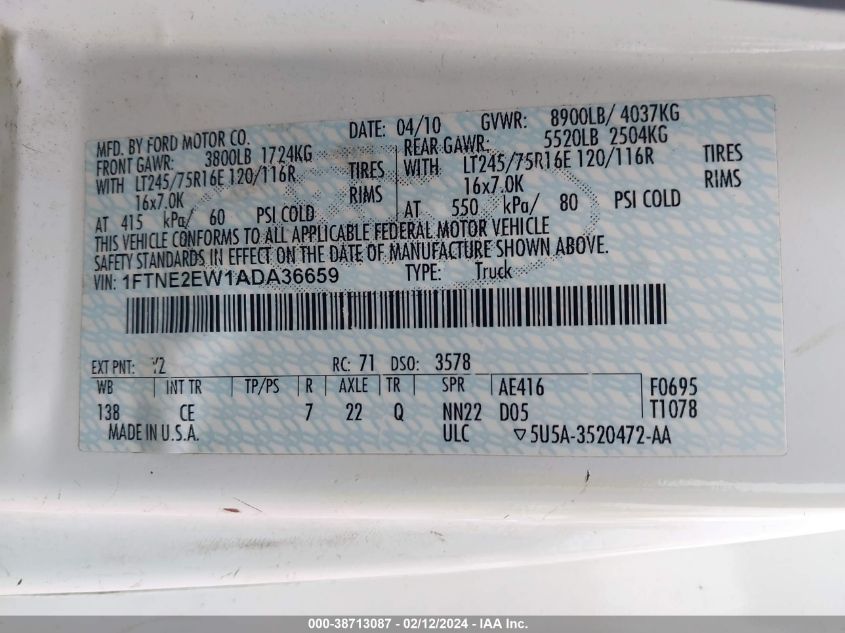 MFD. BY FORD MOTOR CO.
DATE: 04/10 GVWR: 8900LB/ 4037KG
FRONT GAWR: 3800LB 1724KG
REAR GAWR: 5520LB 2504KG
WITH LT245/75R16E 120/116R TIRES
WITH LT245/75R16E 120/116R TIRES
16x7.0K RIMS
16x7.0K RIMS
AT 415 kPa/ 60 PSI COLD
AT 550 kPa/ 80 PSI COLD
THIS VEHICLE CONFORMS TO ALL APPLICABLE FEDERAL MOTOR VEHICLE
SAFETY STANDARDS IN EFFECT ON THE DATE OF MANUFACTURE SHOWN ABOVE.
VIN: 1FTNE2EW1ADA36659 TYPE: Truck
EXT PNT: RC: 71 DSO: 3578
WB INT TR TP/PS R AXLE TR SPR AE416 F0695
138 CE 7 22 Q NN22 D05 T1078
MADE IN U.S.A. ULC ▽5U5A-3520472-AA
000-38713087 - 02/12/2024 - Copyright © 2024 IAA, Inc.